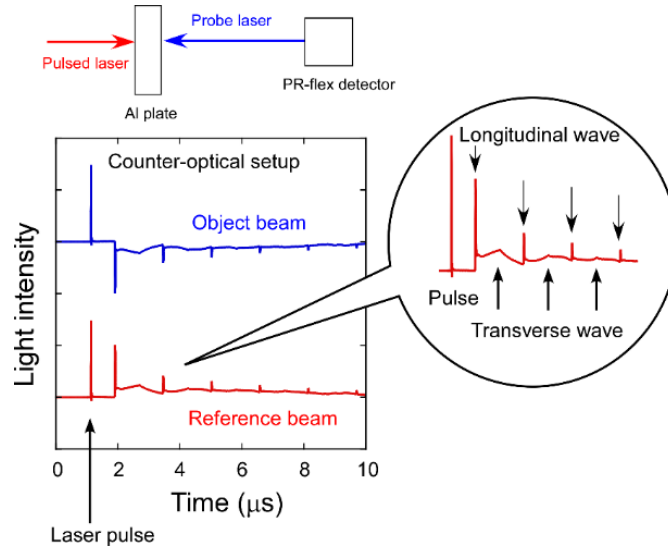 Probe laser
Pulsed laser
PR-flex detector
Al plate
Counter-optical setup
Object beam
Reference beam
Light intensity
0 2 4 6 8 10
Time (μs)
Laser pulse
Longitudinal wave
Pulse
Transverse wave